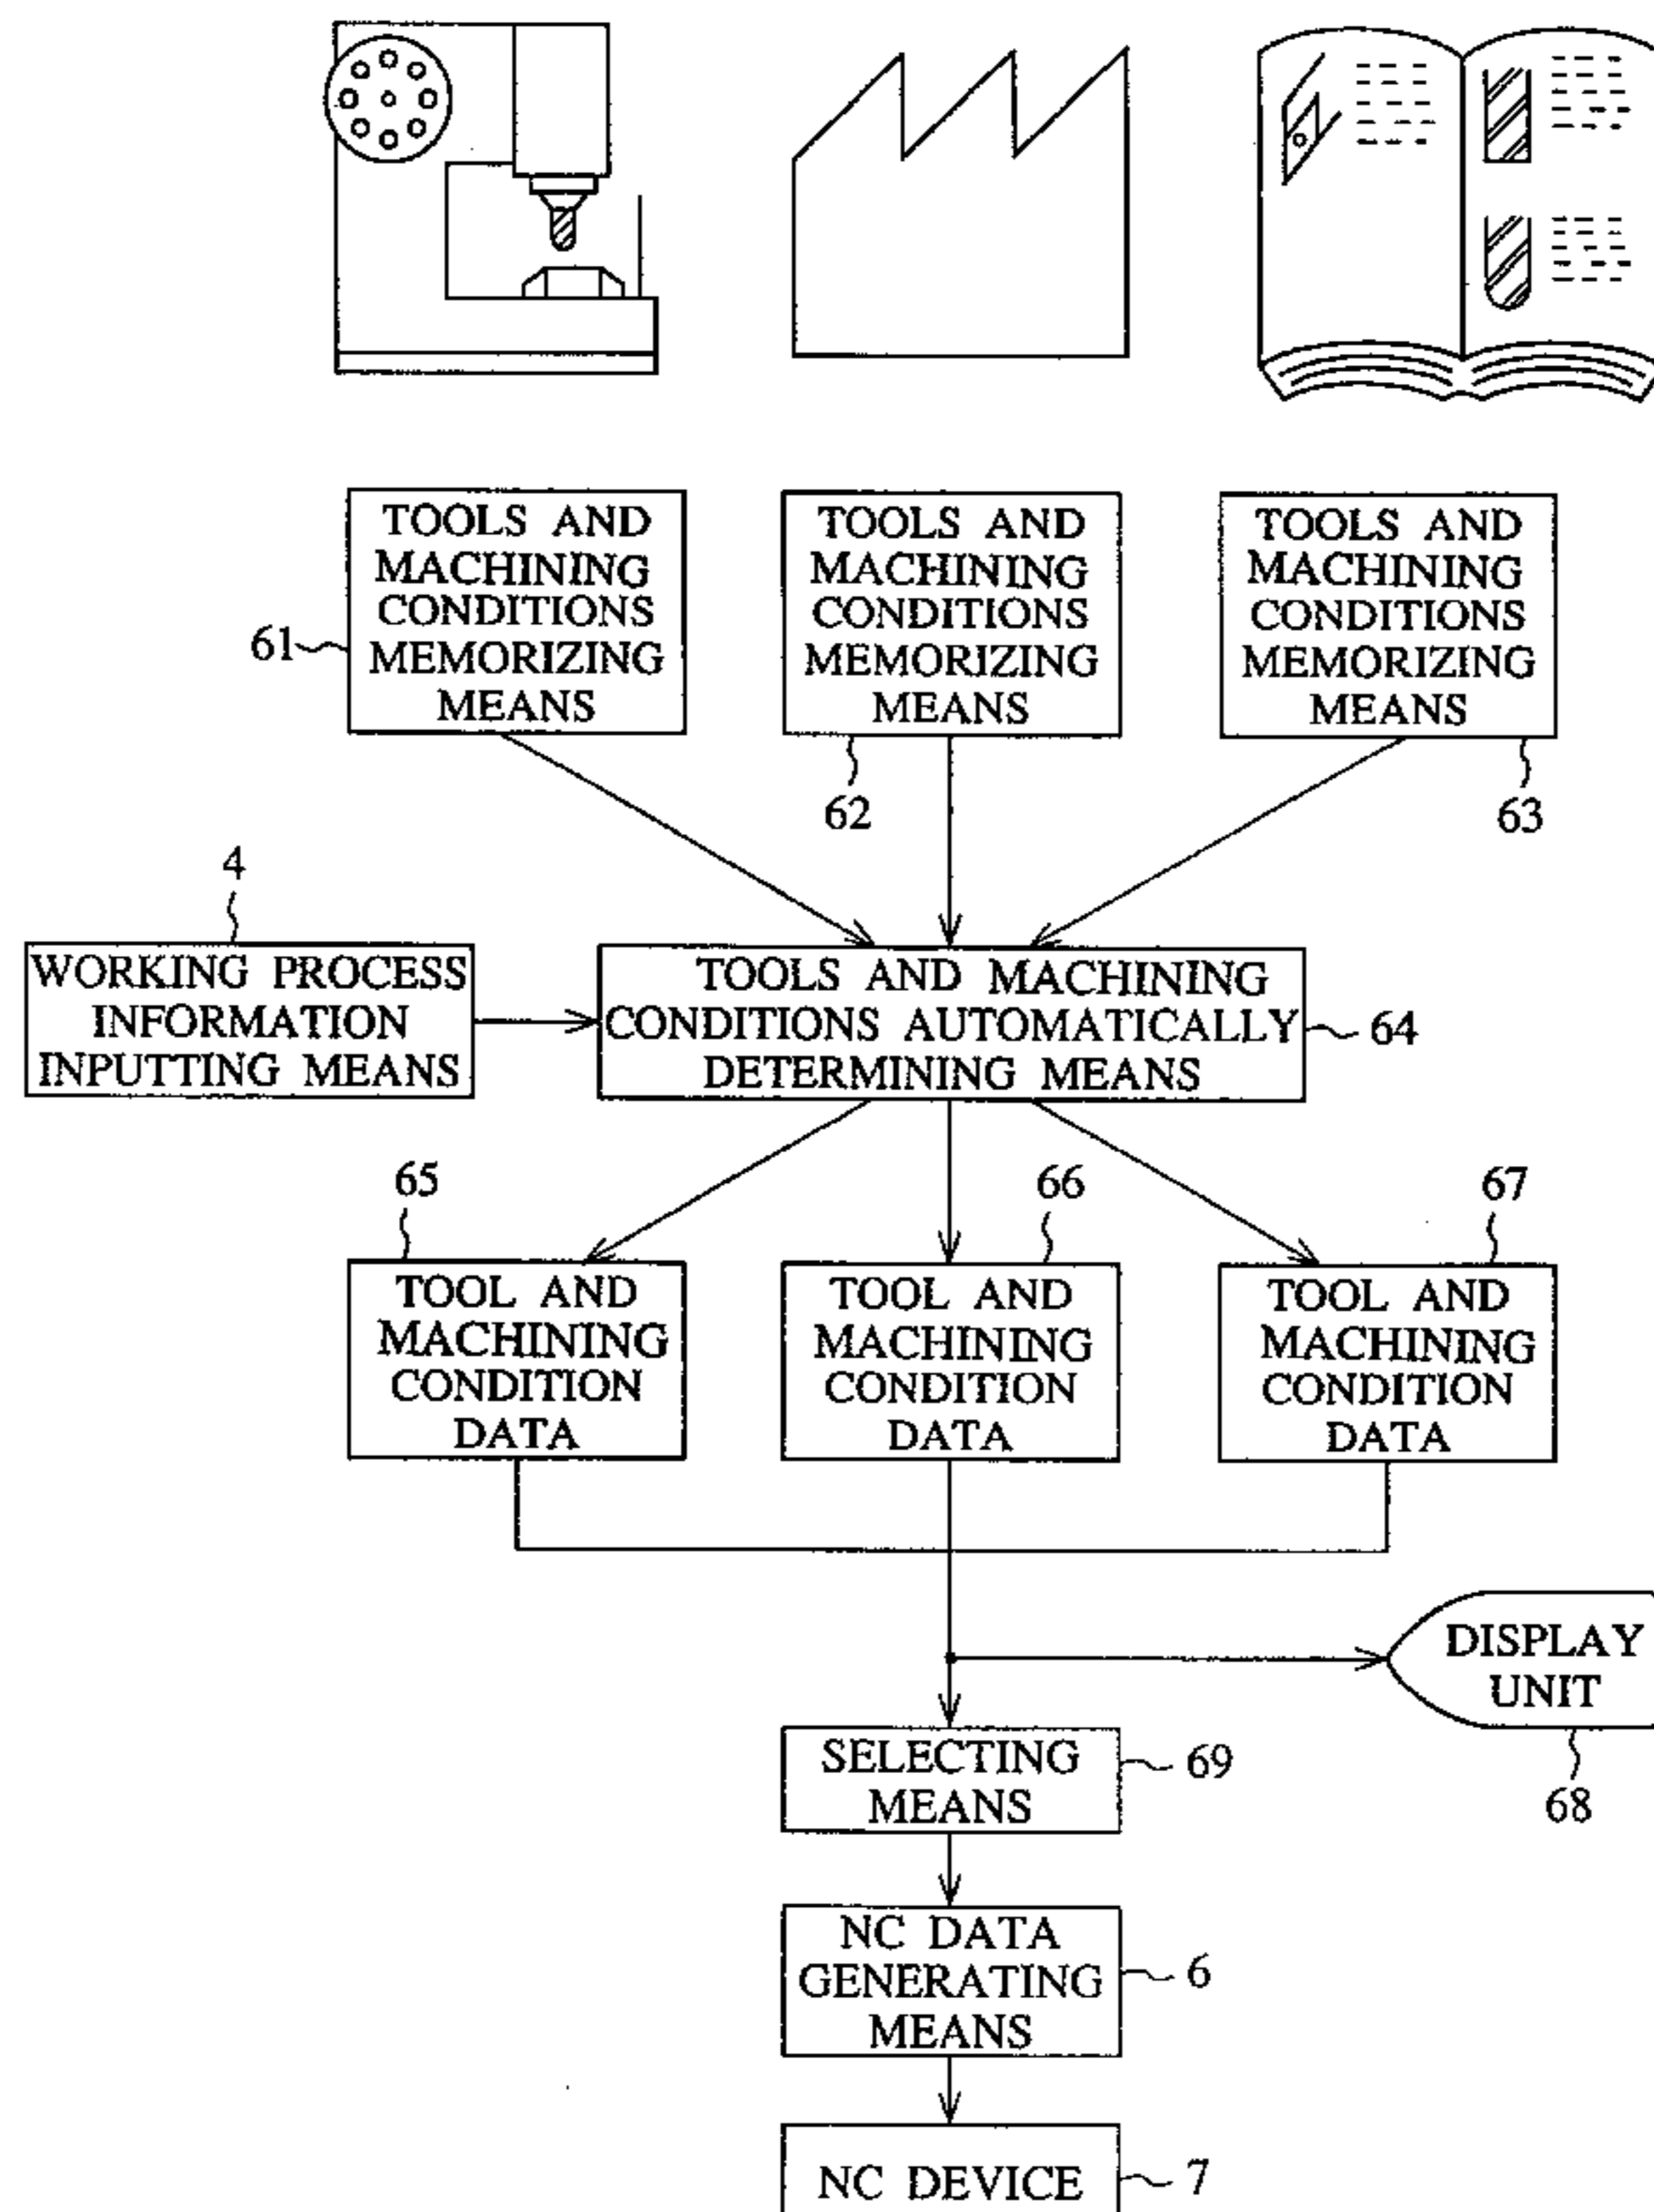 TOOLS AND
MACHINING
CONDITIONS
MEMORIZING
MEANS
61
TOOLS AND
MACHINING
CONDITIONS
MEMORIZING
MEANS
62
TOOLS AND
MACHINING
CONDITIONS
MEMORIZING
MEANS
63
4
WORKING PROCESS
INFORMATION
INPUTTING MEANS
TOOLS AND MACHINING
CONDITIONS AUTOMATICALLY
DETERMINING MEANS
64
65
TOOL AND
MACHINING
CONDITION
DATA
66
TOOL AND
MACHINING
CONDITION
DATA
67
TOOL AND
MACHINING
CONDITION
DATA
DISPLAY
UNIT
68
SELECTING
MEANS
69
NC DATA
GENERATING
MEANS
6
NC DEVICE
7